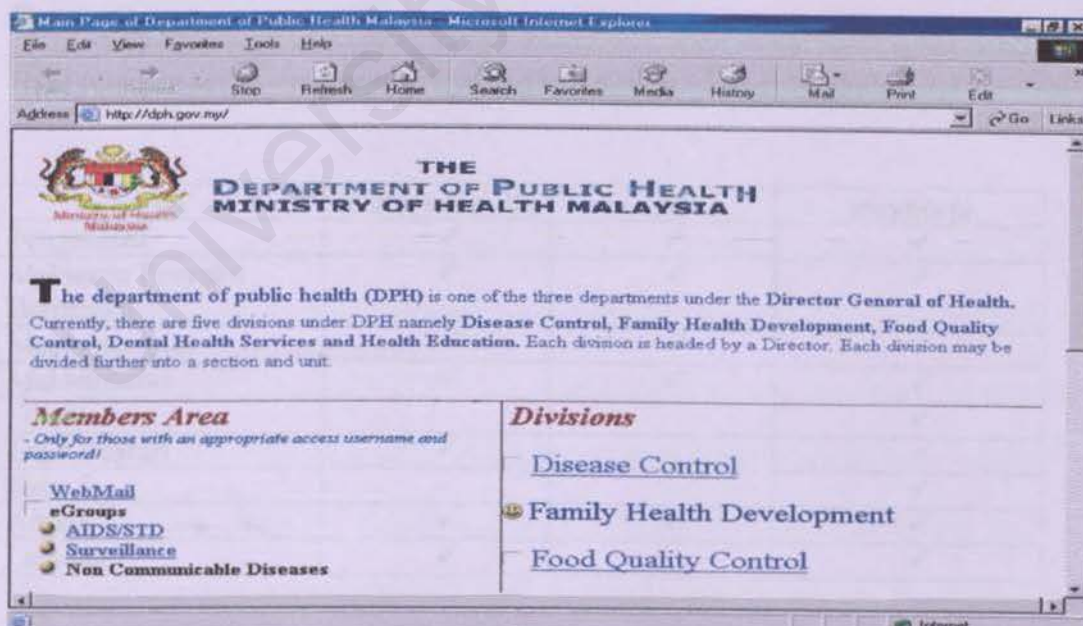 Main Page of Department of Public Health Malaysia - Microsoft Internet Explorer
File Edit View Favorites Tools Help
Stop Refresh Home Search Favorites Media History Mail Print Edit
Address http://dph.gov.my/ Go Links
THE
DEPARTMENT OF PUBLIC HEALTH
MINISTRY OF HEALTH MALAYSIA
Ministry of Health
Malaysia
The department of public health (DPH) is one of the three departments under the Director General of Health.
Currently, there are five divisions under DPH namely Disease Control, Family Health Development, Food Quality
Control, Dental Health Services and Health Education. Each division is headed by a Director. Each division may be
divided further into a section and unit.
Members Area
- Only for those with an appropriate access username and
password!
WebMail
eGroups
AIDS/STD
Surveillance
Non Communicable Diseases
Divisions
Disease Control
Family Health Development
Food Quality Control
Internet
University